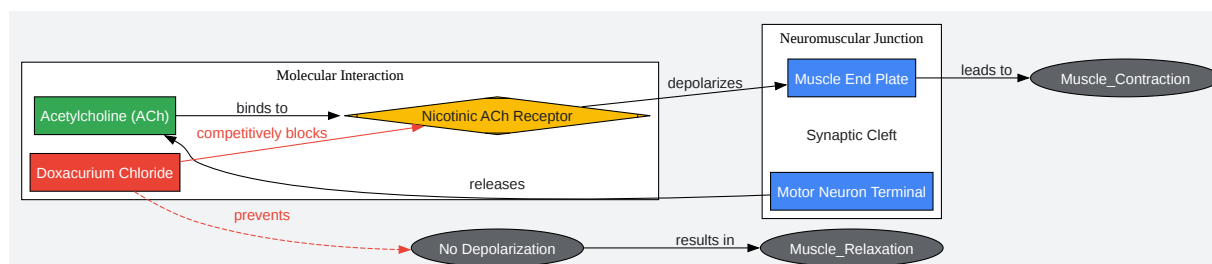 Neuromuscular Junction
Molecular Interaction
Muscle End Plate
leads to
Muscle_Contraction
depolarizes
Acetylcholine (ACh)
binds to
Nicotinic ACh Receptor
competitively blocks
Synaptic Cleft
Doxacurium Chloride
releases
Motor Neuron Terminal
prevents
No Depolarization
results in
Muscle_Relaxation